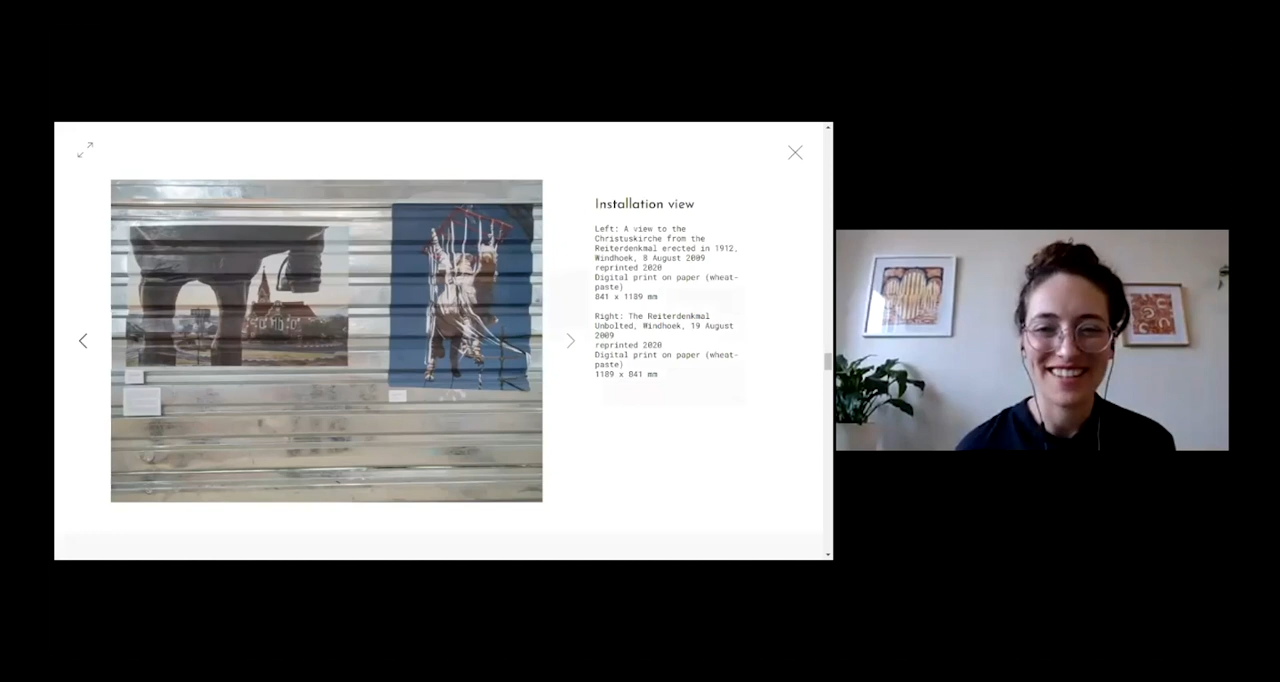 Installation view
Left: A view to the
Christuskirche from the
Reiterdenkmal erected in 1912,
Windhoek, 8 August 2009
reprinted 2020
Digital print on paper (wheat-
paste)
841 x 1189 mm
Right: The Reiterdenkmal
Unbolted, Windhoek, 19 August
2009
reprinted 2020
Digital print on paper (wheat-
paste)
1189 x 841 mm